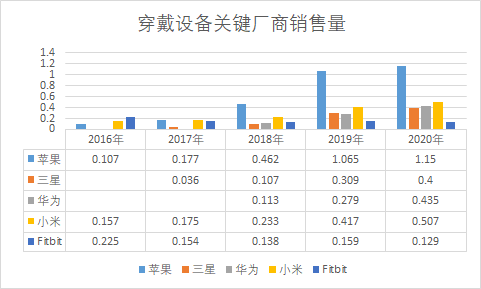 穿戴设备关键厂商销售量
1.4
1.2
1
0.8
0.6
0.4
0.2
0
2016年 2017年 2018年 2019年 2020年
苹果 0.107 0.177 0.462 1.065 1.15
三星 0.036 0.107 0.309 0.4
华为 0.113 0.279 0.435
小米 0.157 0.175 0.233 0.417 0.507
Fitbit 0.225 0.154 0.138 0.159 0.129
苹果 三星 华为 小米 Fitbit